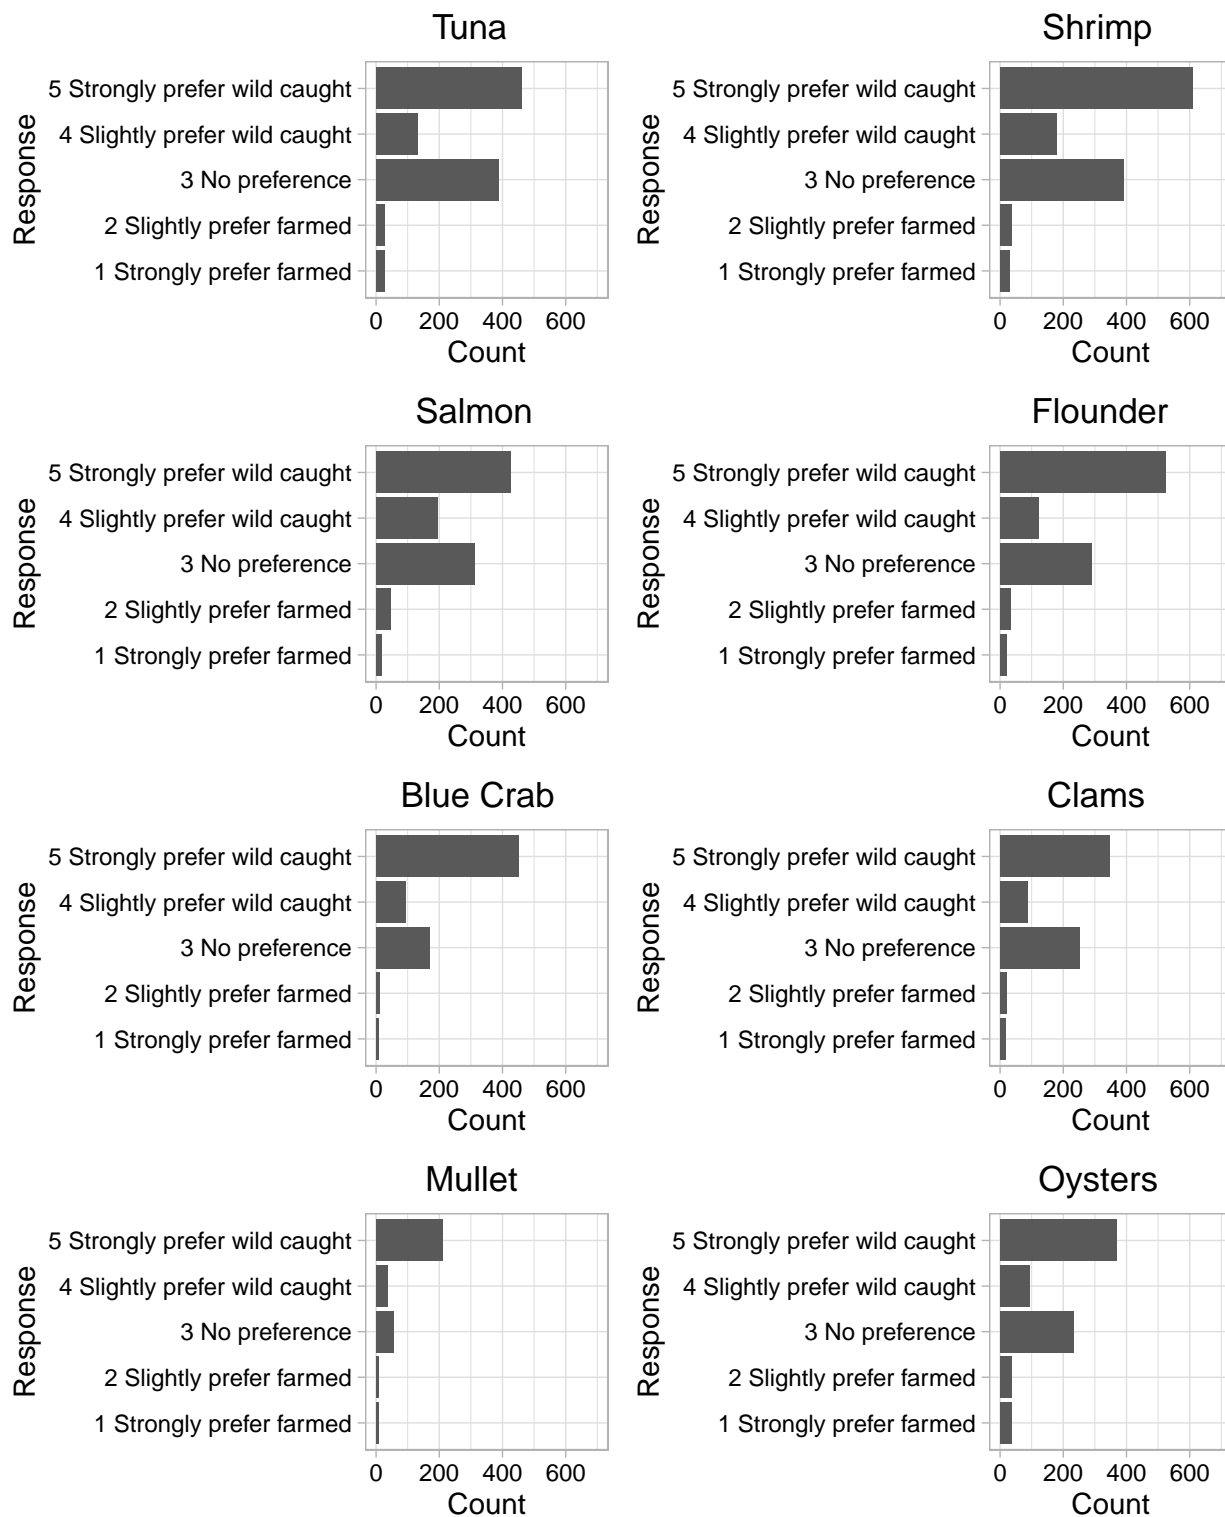 Tuna
Response
5 Strongly prefer wild caught
4 Slightly prefer wild caught
3 No preference
2 Slightly prefer farmed
1 Strongly prefer farmed
0 200 400 600
Count
Shrimp
Response
5 Strongly prefer wild caught
4 Slightly prefer wild caught
3 No preference
2 Slightly prefer farmed
1 Strongly prefer farmed
0 200 400 600
Count
Salmon
Response
5 Strongly prefer wild caught
4 Slightly prefer wild caught
3 No preference
2 Slightly prefer farmed
1 Strongly prefer farmed
0 200 400 600
Count
Flounder
Response
5 Strongly prefer wild caught
4 Slightly prefer wild caught
3 No preference
2 Slightly prefer farmed
1 Strongly prefer farmed
0 200 400 600
Count
Blue Crab
Response
5 Strongly prefer wild caught
4 Slightly prefer wild caught
3 No preference
2 Slightly prefer farmed
1 Strongly prefer farmed
0 200 400 600
Count
Clams
Response
5 Strongly prefer wild caught
4 Slightly prefer wild caught
3 No preference
2 Slightly prefer farmed
1 Strongly prefer farmed
0 200 400 600
Count
Mullet
Response
5 Strongly prefer wild caught
4 Slightly prefer wild caught
3 No preference
2 Slightly prefer farmed
1 Strongly prefer farmed
0 200 400 600
Count
Oysters
Response
5 Strongly prefer wild caught
4 Slightly prefer wild caught
3 No preference
2 Slightly prefer farmed
1 Strongly prefer farmed
0 200 400 600
Count